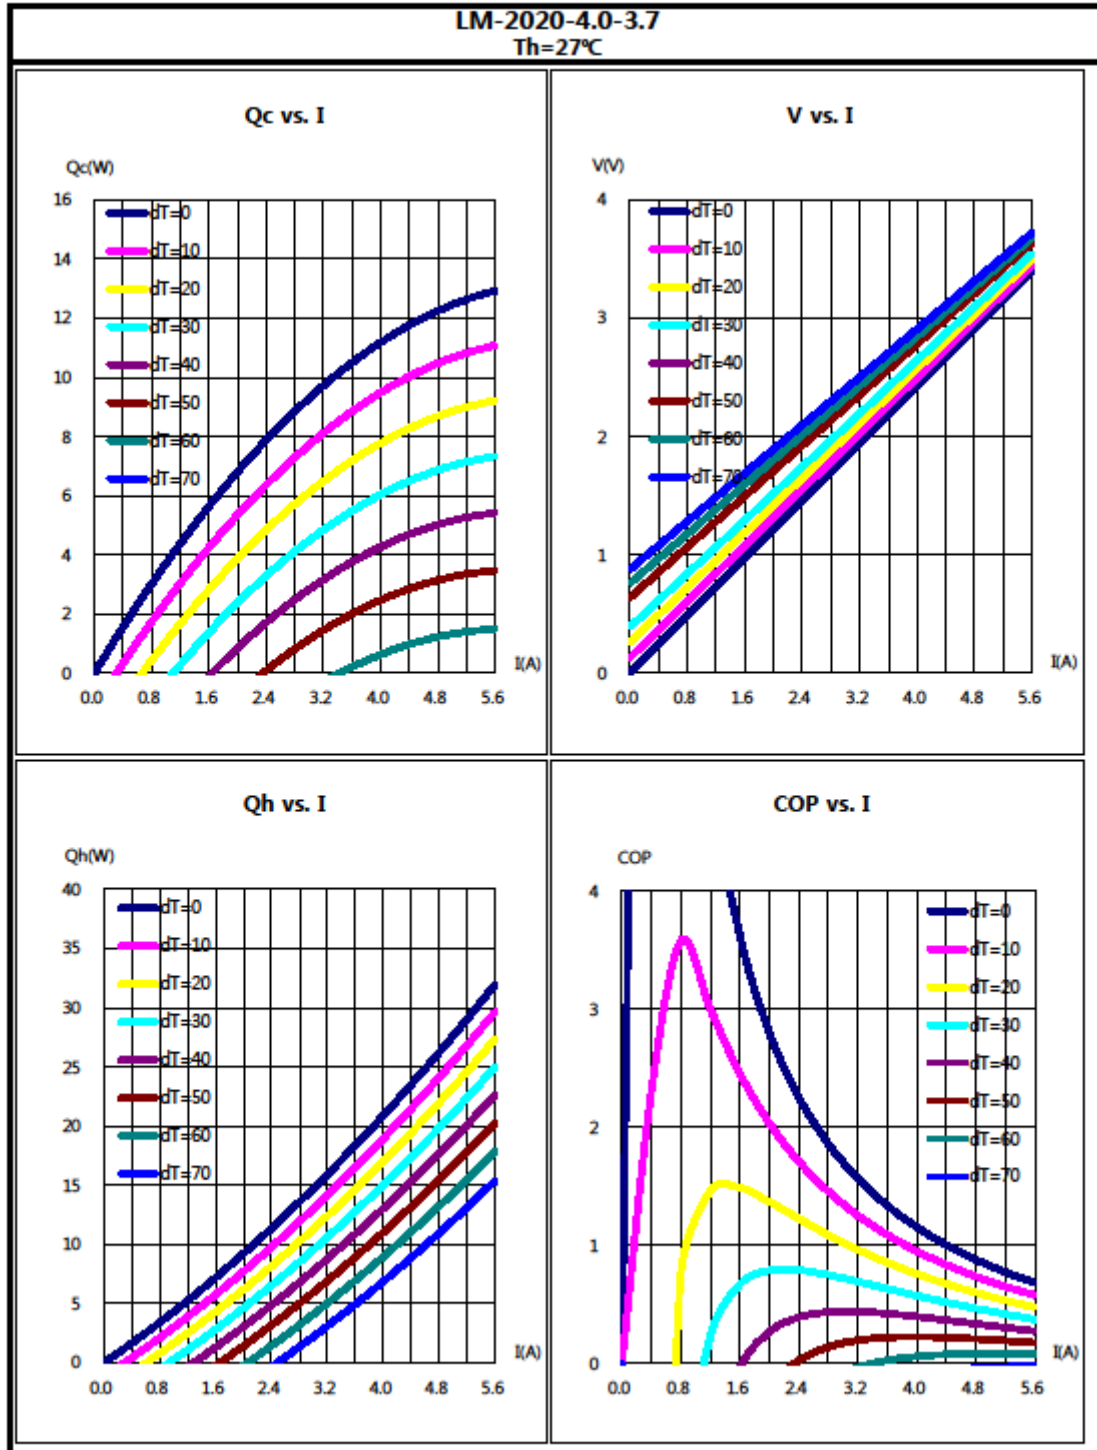 LM-2020-4.0-3.7
Th=27℃
Qc vs. I
Qc(W)
16
14
12
10
8
6
4
2
0
dT=0
dT=10
dT=20
dT=30
dT=40
dT=50
dT=60
dT=70
I(A)
0.0 0.8 1.6 2.4 3.2 4.0 4.8 5.6
V vs. I
V(V)
4
3
2
1
0
dT=0
dT=10
dT=20
dT=30
dT=40
dT=50
dT=60
dT=70
I(A)
0.0 0.8 1.6 2.4 3.2 4.0 4.8 5.6
Qh vs. I
Qh(W)
40
35
30
25
20
15
10
5
0
dT=0
dT=10
dT=20
dT=30
dT=40
dT=50
dT=60
dT=70
I(A)
0.0 0.8 1.6 2.4 3.2 4.0 4.8 5.6
COP vs. I
COP
4
3
2
1
0
dT=0
dT=10
dT=20
dT=30
dT=40
dT=50
dT=60
dT=70
I(A)
0.0 0.8 1.6 2.4 3.2 4.0 4.8 5.6